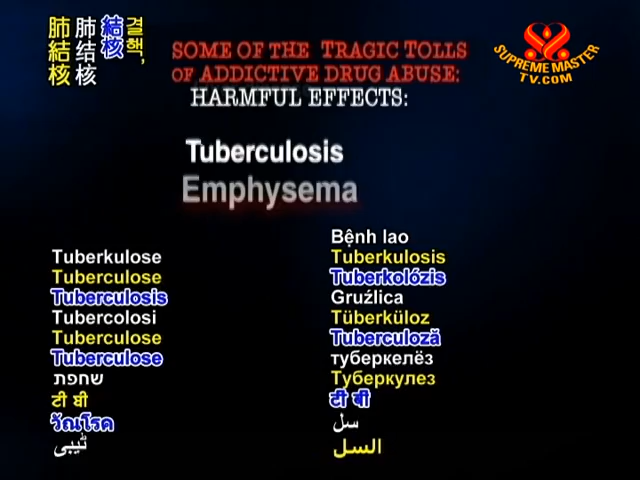 肺結核
肺结核
結核
결핵,
SOME OF THE TRAGIC TOLLS
OF ADDICTIVE DRUG ABUSE:
HARMFUL EFFECTS:
SUPREME MASTER
TV.COM
Tuberculosis
Emphysema
Tuberkulose
Tuberculose
Tuberculosis
Tubercolosi
Tuberculose
Tuberculose
שחפת
टी बी
วัณโรค
ٹیبی
Bệnh lao
Tuberkulosis
Tuberkolózis
Gruźlica
Tüberküloz
Tuberculoză
туберкелёз
Туберкулез
टी बी
سل
السل